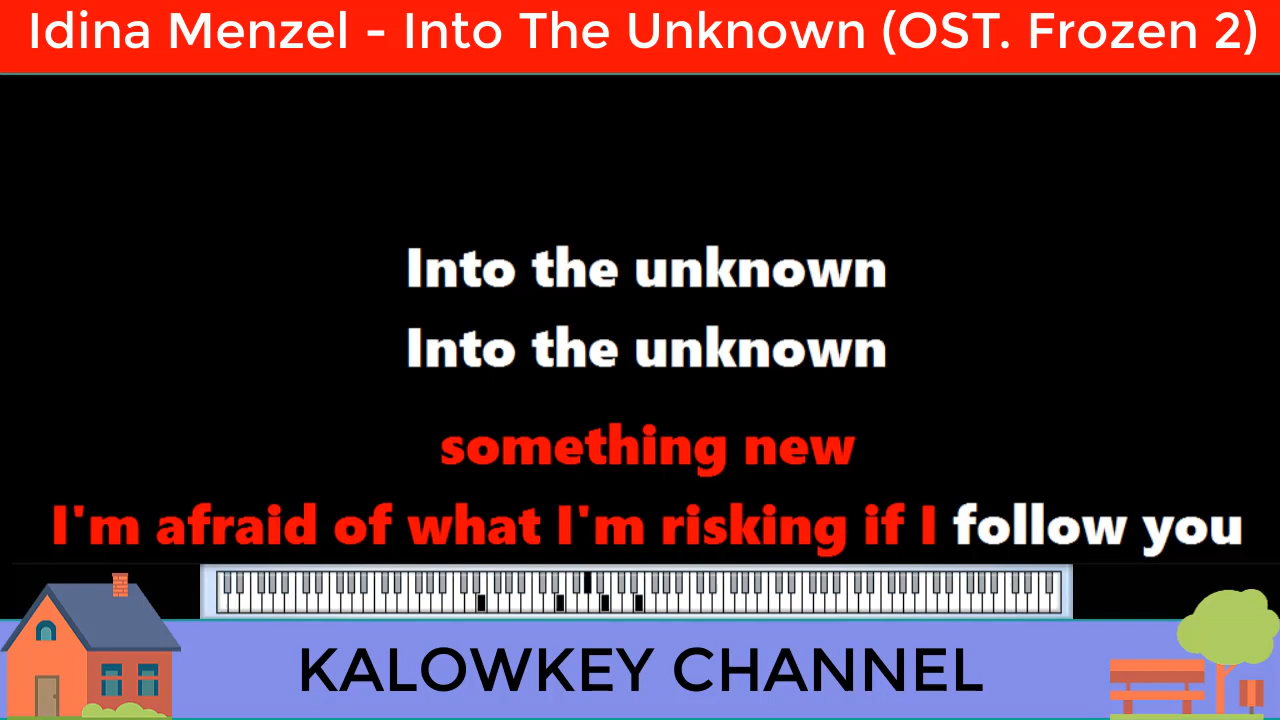 Idina Menzel - Into The Unknown (OST. Frozen 2)
Into the unknown
Into the unknown
something new
I'm afraid of what I'm risking if I follow you
KALOWKEY CHANNEL